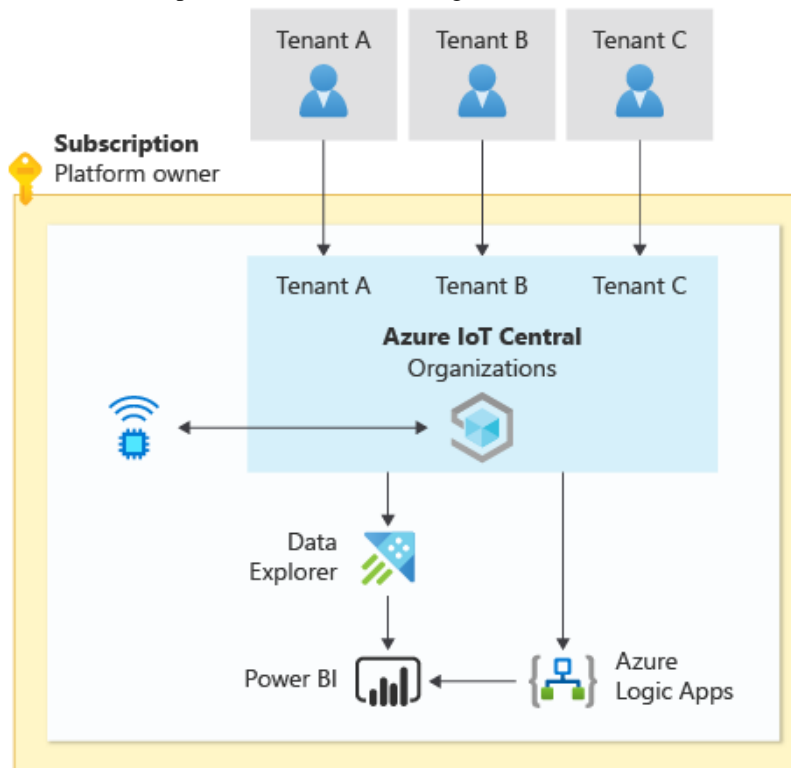 Tenant A
Tenant B
Tenant C
Subscription
Platform owner
Tenant A
Tenant B
Tenant C
Azure IoT Central
Organizations
Data
Explorer
Power BI
Azure
Logic Apps